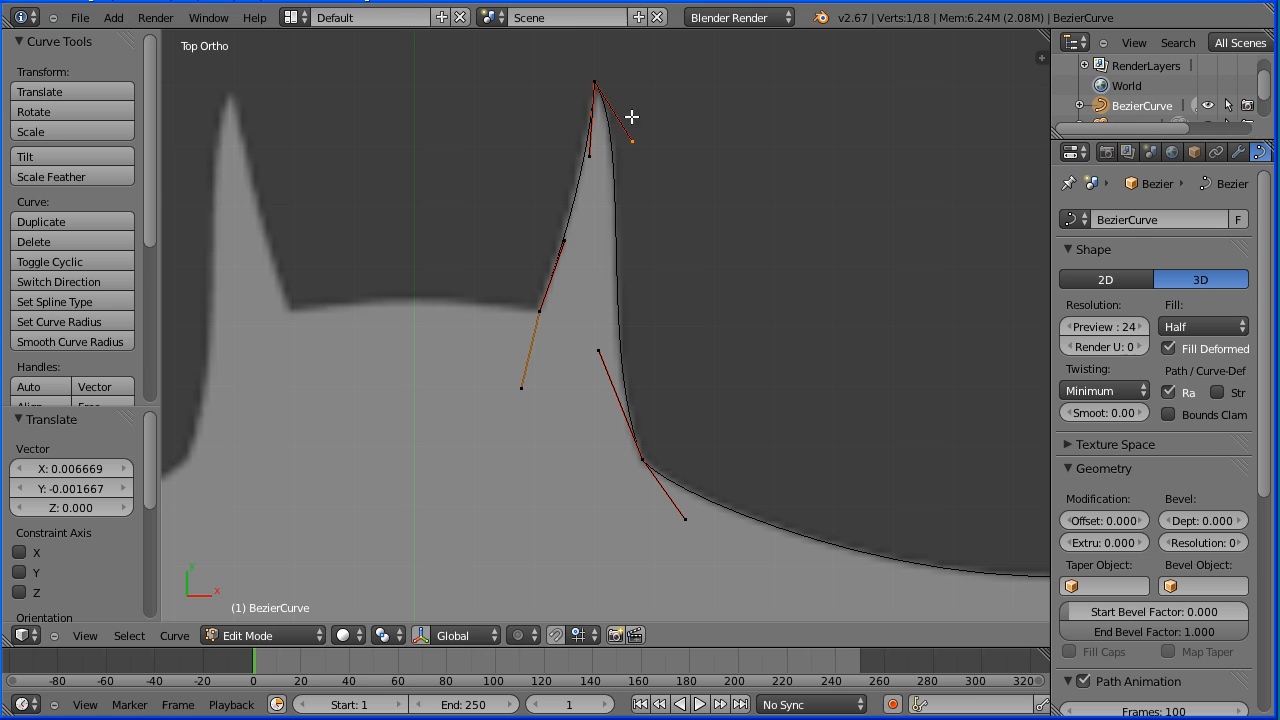 File Add Render Window Help Default Scene Blender Render v2.67 | Verts:1/18 | Mem:6.24M (2.08M) | BezierCurve
Curve Tools
Transform:
Translate
Rotate
Scale
Tilt
Scale Feather
Curve:
Duplicate
Delete
Toggle Cyclic
Switch Direction
Set Spline Type
Set Curve Radius
Smooth Curve Radius
Handles:
Auto Vector
Translate
Vector
X: 0.006669
Y: -0.001667
Z: 0.000
Constraint Axis
X
Y
Z
Orientation
Top Ortho
y
x
(1) BezierCurve
View Select Curve Edit Mode Global
-80 -60 -40 -20 0 20 40 60 80 100 120 140 160 180 200 220 240 260 280 300 320
View Marker Frame Playback Start: 1 End: 250 1 No Sync
View Search All Scenes
RenderLayers
World
BezierCurve
Bezier Bezier
BezierCurve F
Shape
2D 3D
Resolution: Fill:
Preview : 24 Half
Render U: 0 Fill Deformed
Twisting: Path / Curve-Def
Minimum Ra Str
Smoot: 0.00 Bounds Clam
Texture Space
Geometry
Modification: Bevel:
Offset: 0.000 Dept: 0.000
Extru: 0.000 Resolution: 0
Taper Object: Bevel Object:
Start Bevel Factor: 0.000
End Bevel Factor: 1.000
Fill Caps Map Taper
Path Animation
Frames: 100